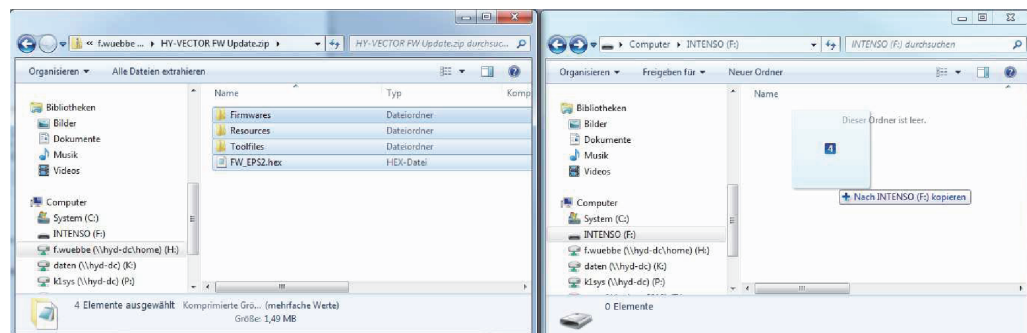 « f.wuebbe ... ▸ HY-VECTOR FW Update.zip ▸
HY-VECTOR FW Update.zip durchsuc...
Organisieren ▾ Alle Dateien extrahieren
Name Typ Komp
Bibliotheken
Bilder
Dokumente
Musik
Videos
Computer
System (C:)
INTENSO (F:)
f.wuebbe (\\hyd-dc\home) (H:)
daten (\\hyd-dc) (K:)
k1sys (\\hyd-dc) (P:)
Firmwares Dateiordner
Resources Dateiordner
Toolfiles Dateiordner
FW_EPS2.hex HEX-Datei
4 Elemente ausgewählt Komprimierte Grö... (mehrfache Werte)
Größe: 1,49 MB
▸ Computer ▸ INTENSO (F:)
INTENSO (F:) durchsuchen
Organisieren ▾ Freigeben für ▾ Neuer Ordner
Name
Bibliotheken
Bilder
Dokumente
Musik
Videos
Computer
System (C:)
INTENSO (F:)
f.wuebbe (\\hyd-dc\home) (H:)
daten (\\hyd-dc) (K:)
k1sys (\\hyd-dc) (P:)
Dieser Ordner ist leer.
4
Nach INTENSO (F:) kopieren
0 Elemente